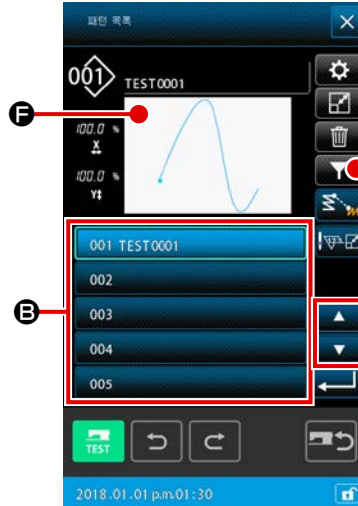 패턴 목록
001
TEST0001
F
100.0 %
X
100.0 %
Y
001 TEST0001
002
B
003
004
005
TEST
2018.01.01 p.m.01:30